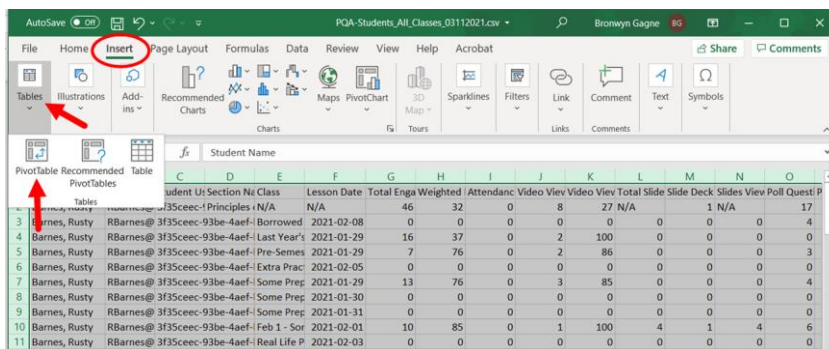 AutoSave Off PQA-Students_All_Classes_03112021.csv Bronwyn Gagne BG
File Home Insert Page Layout Formulas Data Review View Help Acrobat Share Comments
Tables Illustrations Add-ins Recommended Charts Maps PivotChart 3D Map Sparklines Filters Link Comment Text Symbols
Charts Tours Links Comments
PivotTable Recommended PivotTables Table
Tables
fx Student Name
C D E F G H I J K L M N O
udent Us Section Na Class Lesson Date Total Enga Weighted Attendanc Video View Video View Total Slide Slide Deck Slides View Poll Questi P
Principles N/A N/A 46 32 0 8 27 N/A 1 N/A 17
3 Barnes, Rusty RBarnes@ 3f35ceec-93be-4aef- Borrowed 2021-02-08 0 0 0 0 0 0 0 0 4
4 Barnes, Rusty RBarnes@ 3f35ceec-93be-4aef- Last Year's 2021-01-29 16 37 0 2 100 0 0 0 0
5 Barnes, Rusty RBarnes@ 3f35ceec-93be-4aef- Pre-Semes 2021-01-29 7 76 0 2 86 0 0 0 3
6 Barnes, Rusty RBarnes@ 3f35ceec-93be-4aef- Extra Prac 2021-02-05 0 0 0 0 0 0 0 0 0
7 Barnes, Rusty RBarnes@ 3f35ceec-93be-4aef- Some Prep 2021-01-29 13 76 0 3 85 0 0 0 4
8 Barnes, Rusty RBarnes@ 3f35ceec-93be-4aef- Some Prep 2021-01-30 0 0 0 0 0 0 0 0 0
9 Barnes, Rusty RBarnes@ 3f35ceec-93be-4aef- Some Prep 2021-01-31 0 0 0 0 0 0 0 0 0
10 Barnes, Rusty RBarnes@ 3f35ceec-93be-4aef- Feb 1 - Sor 2021-02-01 10 85 0 1 100 4 1 4 6
11 Barnes, Rusty RBarnes@ 3f35ceec-93be-4aef- Real Life P 2021-02-03 0 0 0 0 0 0 0 0 0